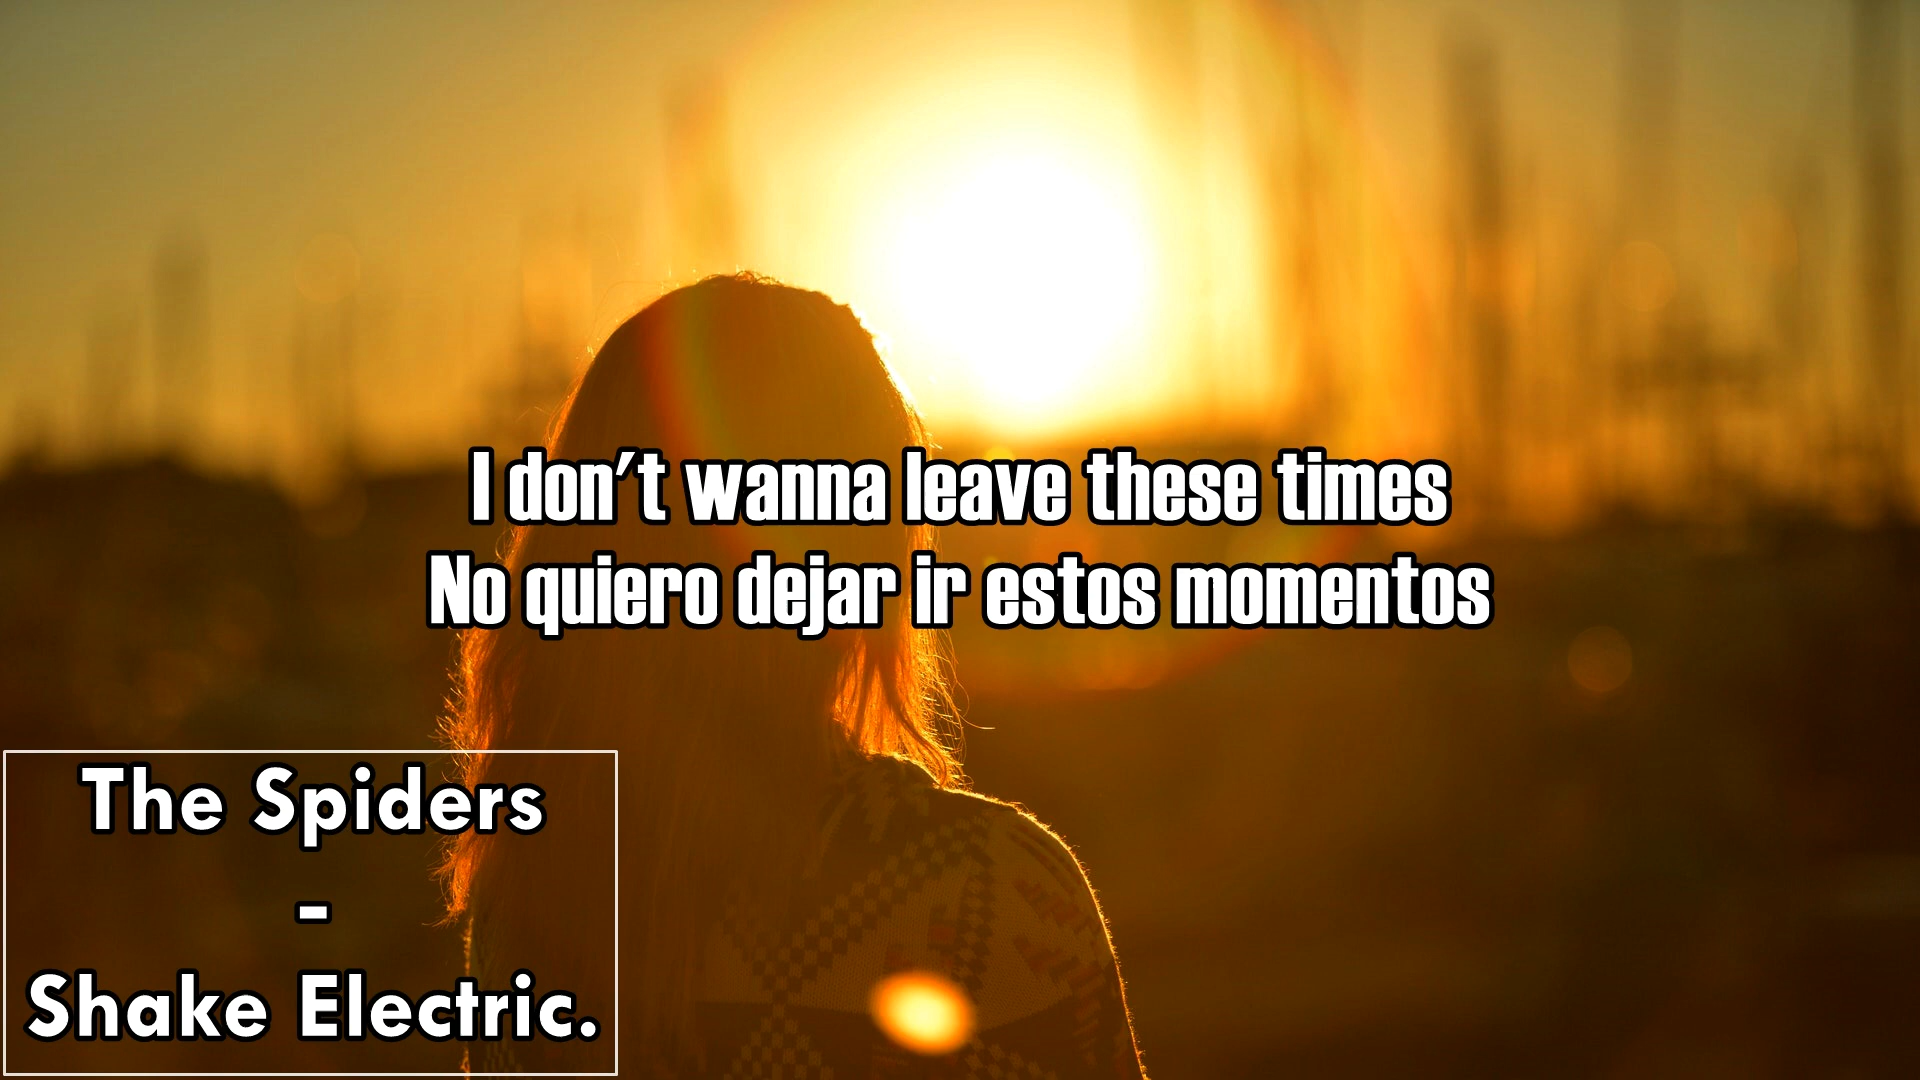 I don't wanna leave these times
No quiero dejar ir estos momentos
The Spiders
-
Shake Electric.